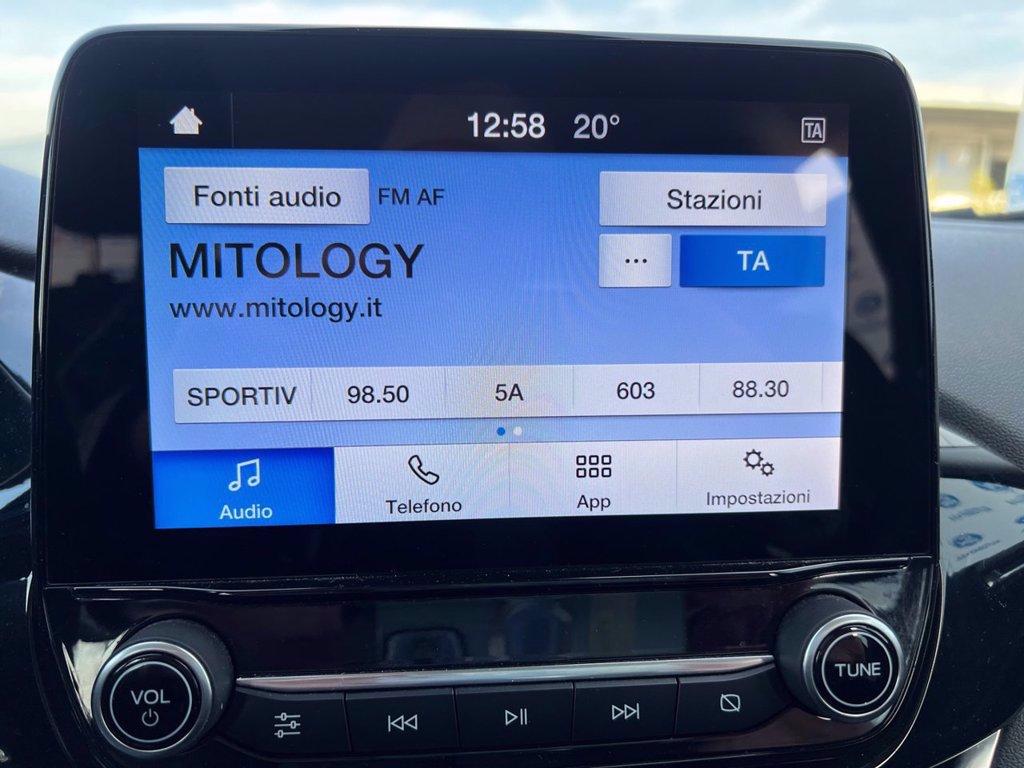 12:58 20° TA
Fonti audio FM AF Stazioni
MITOLOGY ... TA
www.mitology.it
SPORTIV 98.50 5A 603 88.30
Audio Telefono App Impostazioni
VOL TUNE